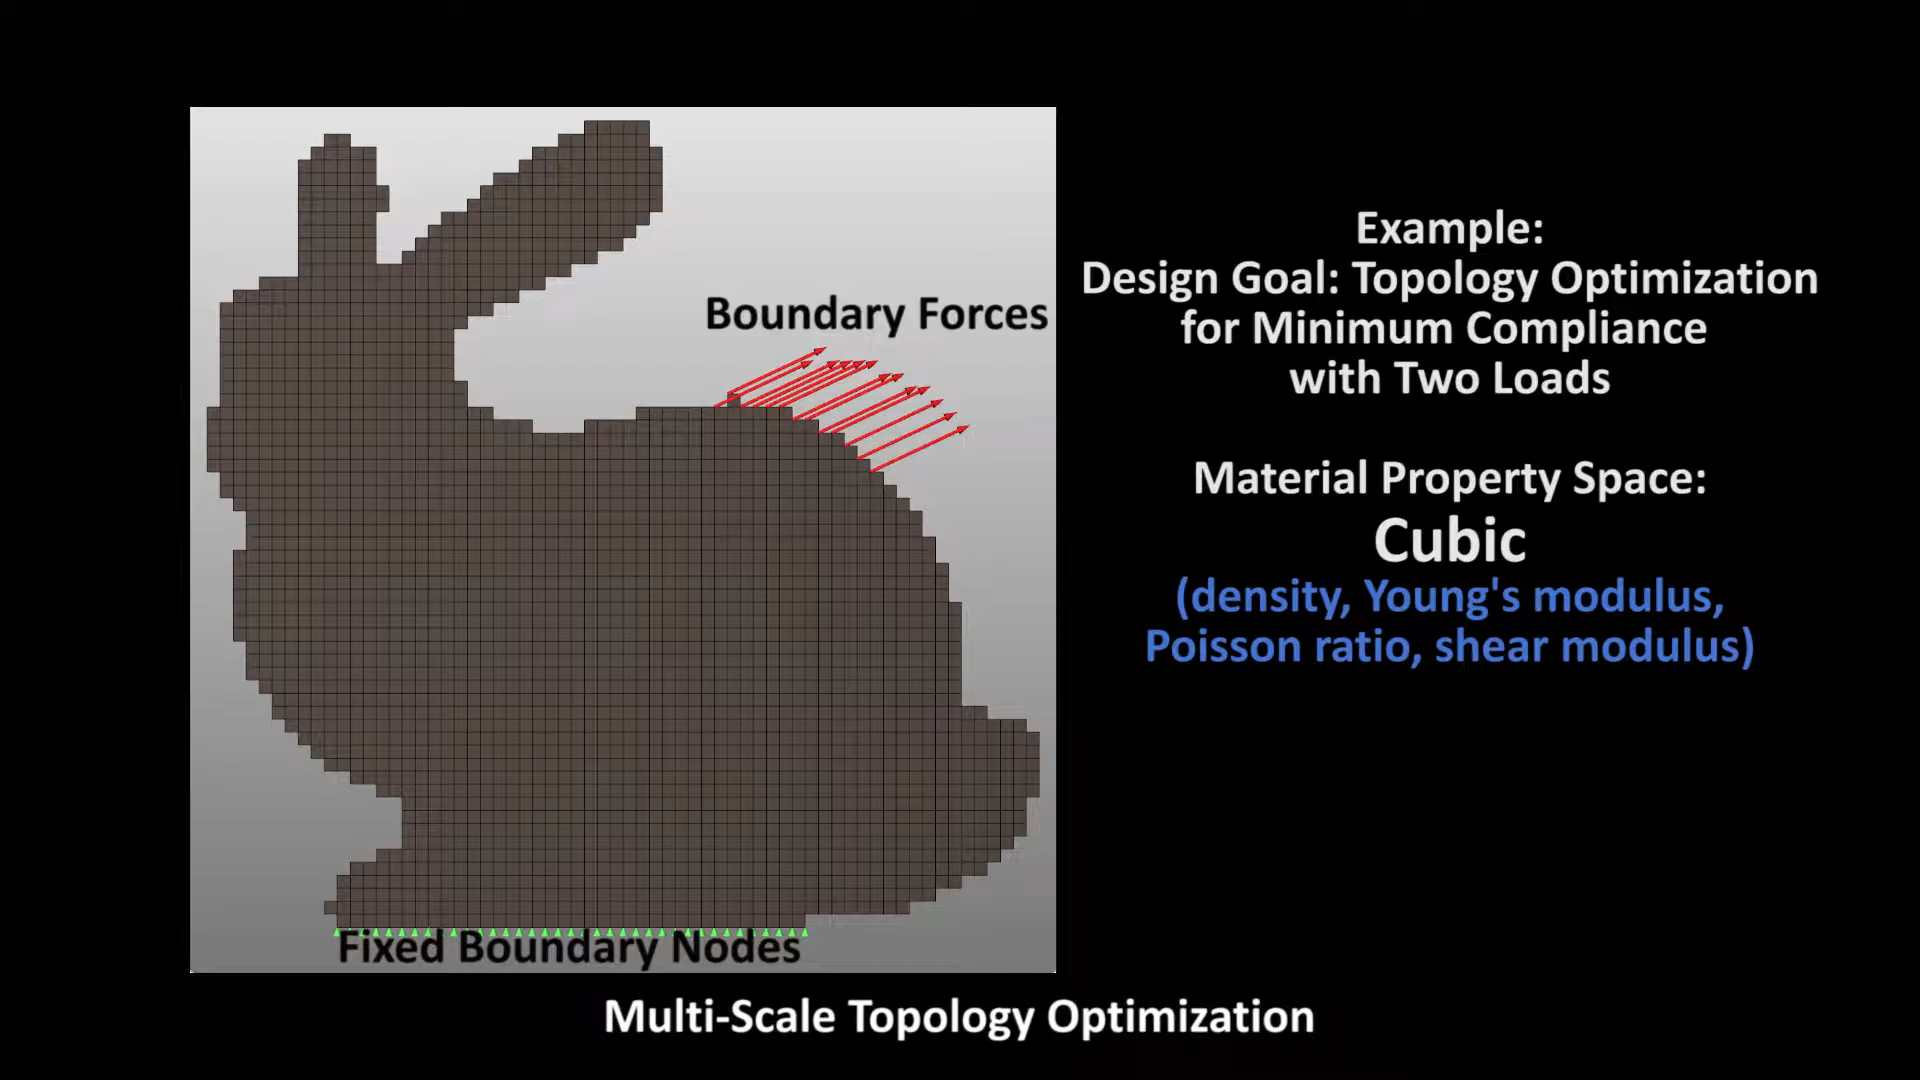 Boundary Forces
Fixed Boundary Nodes
Example:
Design Goal: Topology Optimization
for Minimum Compliance
with Two Loads
Material Property Space:
Cubic
(density, Young's modulus,
Poisson ratio, shear modulus)
Multi-Scale Topology Optimization